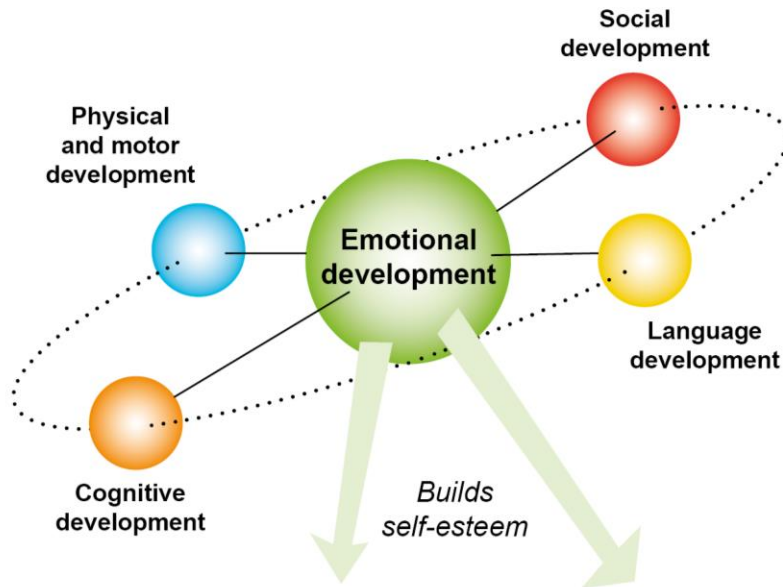 Social
development
Physical
and motor
development
Emotional
development
Language
development
Cognitive
development
Builds
self-esteem